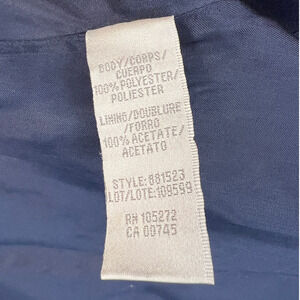 BODY/CORPS/
CUERPO
100% POLYESTER/
POLIESTER
LINING/DOUBLURE
/FORRO
100% ACETATE/
ACETATO
STYLE:881523
LOT/LOTE:109599
RN 105272
CA 00745